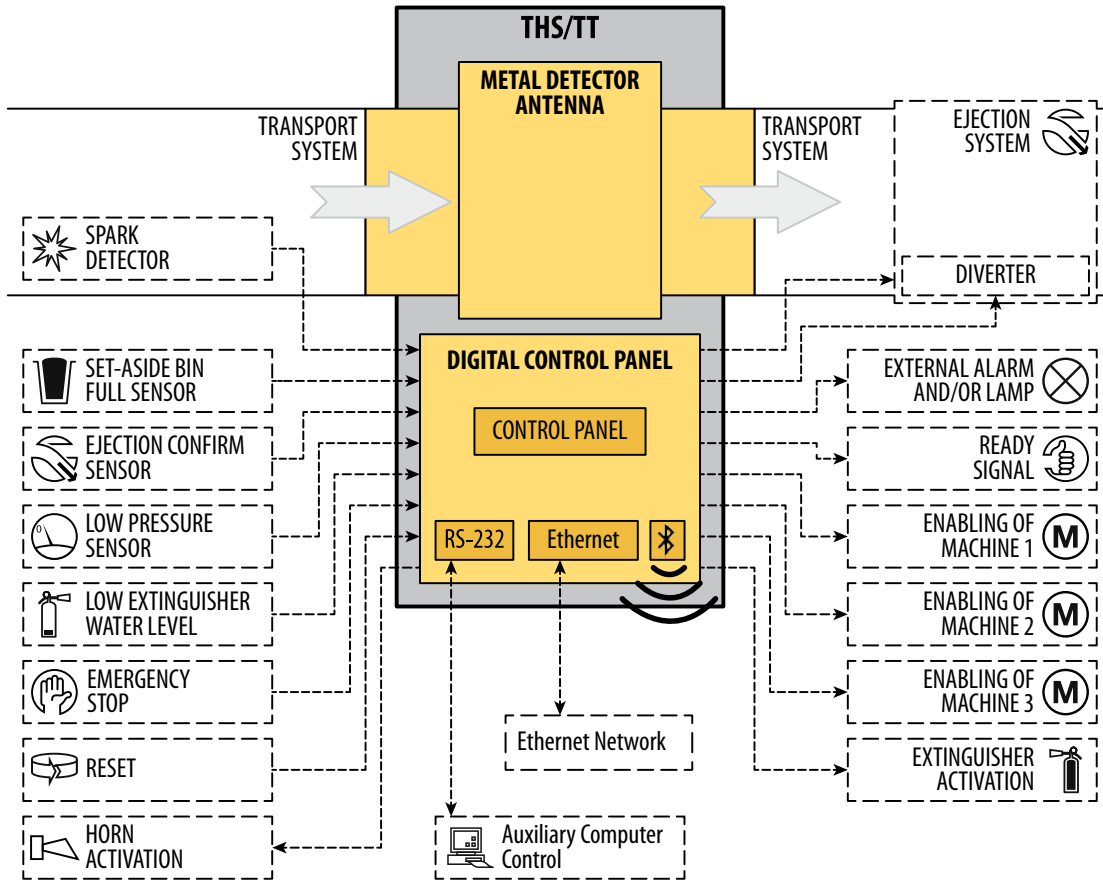 THS/TT
METAL DETECTOR
ANTENNA
TRANSPORT
SYSTEM
TRANSPORT
SYSTEM
EJECTION
SYSTEM
DIVERTER
SPARK
DETECTOR
SET-ASIDE BIN
FULL SENSOR
EJECTION CONFIRM
SENSOR
0
LOW PRESSURE
SENSOR
LOW EXTINGUISHER
WATER LEVEL
EMERGENCY
STOP
RESET
HORN
ACTIVATION
DIGITAL CONTROL PANEL
CONTROL PANEL
RS-232
Ethernet
Ethernet Network
Auxiliary Computer
Control
EXTERNAL ALARM
AND/OR LAMP
READY
SIGNAL
ENABLING OF
MACHINE 1
M
ENABLING OF
MACHINE 2
M
ENABLING OF
MACHINE 3
M
EXTINGUISHER
ACTIVATION